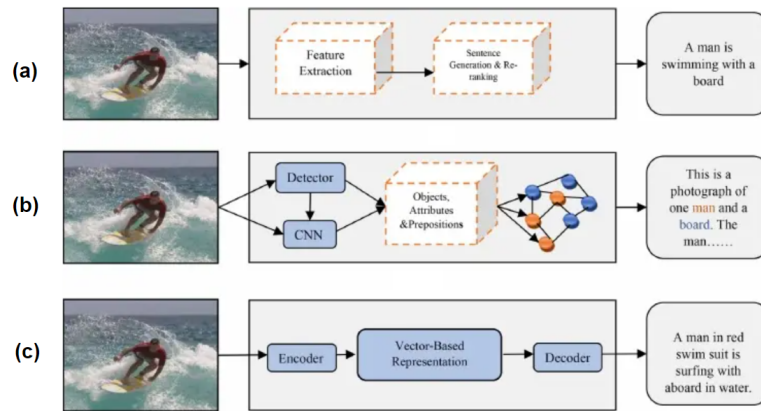 (a)
Feature
Extraction
Sentence
Generation & Re-
ranking
A man is
swimming with a
board
(b)
Detector
CNN
Objects,
Attributes
&Prepositions
This is a
photograph of
one man and a
board. The
man......
(c)
Encoder
Vector-Based
Representation
Decoder
A man in red
swim suit is
surfing with
aboard in water.